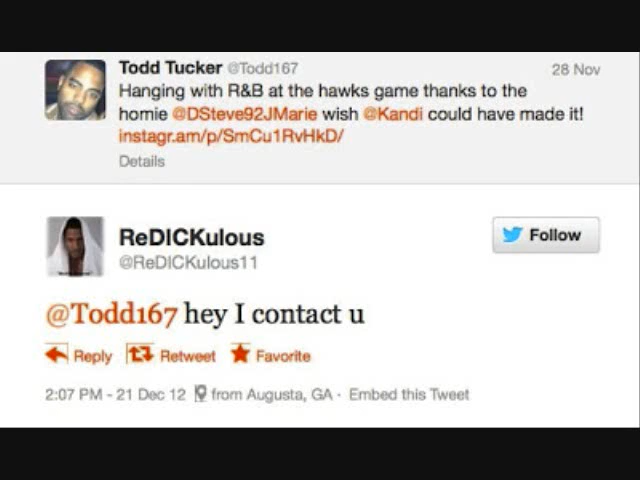 Todd Tucker @Todd167 28 Nov
Hanging with R&B at the hawks game thanks to the
homie @DSteve92JMarie wish @Kandi could have made it!
instagr.am/p/SmCu1RvHkD/
Details
ReDICKulous
@ReDICKulous11
Follow
@Todd167 hey I contact u
Reply Retweet Favorite
2:07 PM - 21 Dec 12 from Augusta, GA · Embed this Tweet